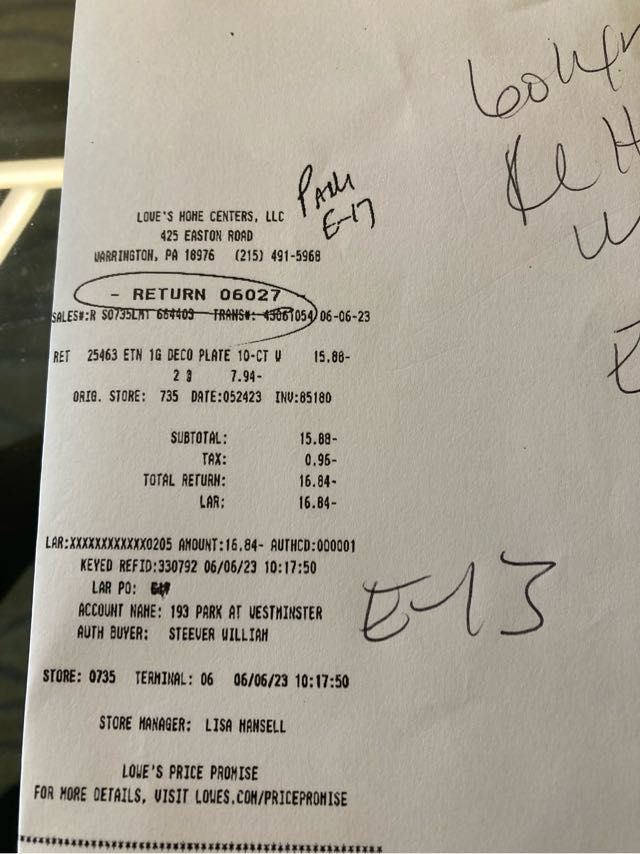 Park
E-17
LOWE'S HOME CENTERS, LLC
425 EASTON ROAD
WARRINGTON, PA 18976 (215) 491-5968
- RETURN 06027
SALES#:R S0735LM1 664403 TRANS#: 43061054 06-06-23
RET 25463 ETN 1G DECO PLATE 10-CT W 15.88-
2 @ 7.94-
ORIG. STORE: 735 DATE:052423 INV:85180
SUBTOTAL: 15.88-
TAX: 0.96-
TOTAL RETURN: 16.84-
LAR: 16.84-
LAR:XXXXXXXXXXXX0205 AMOUNT:16.84- AUTHCD:000001
KEYED REFID:330792 06/06/23 10:17:50
LAR PO:
ACCOUNT NAME: 193 PARK AT WESTMINSTER
AUTH BUYER: STEEVER WILLIAM
E-13
STORE: 0735 TERMINAL: 06 06/06/23 10:17:50
STORE MANAGER: LISA MANSELL
LOWE'S PRICE PROMISE
FOR MORE DETAILS, VISIT LOWES.COM/PRICEPROMISE